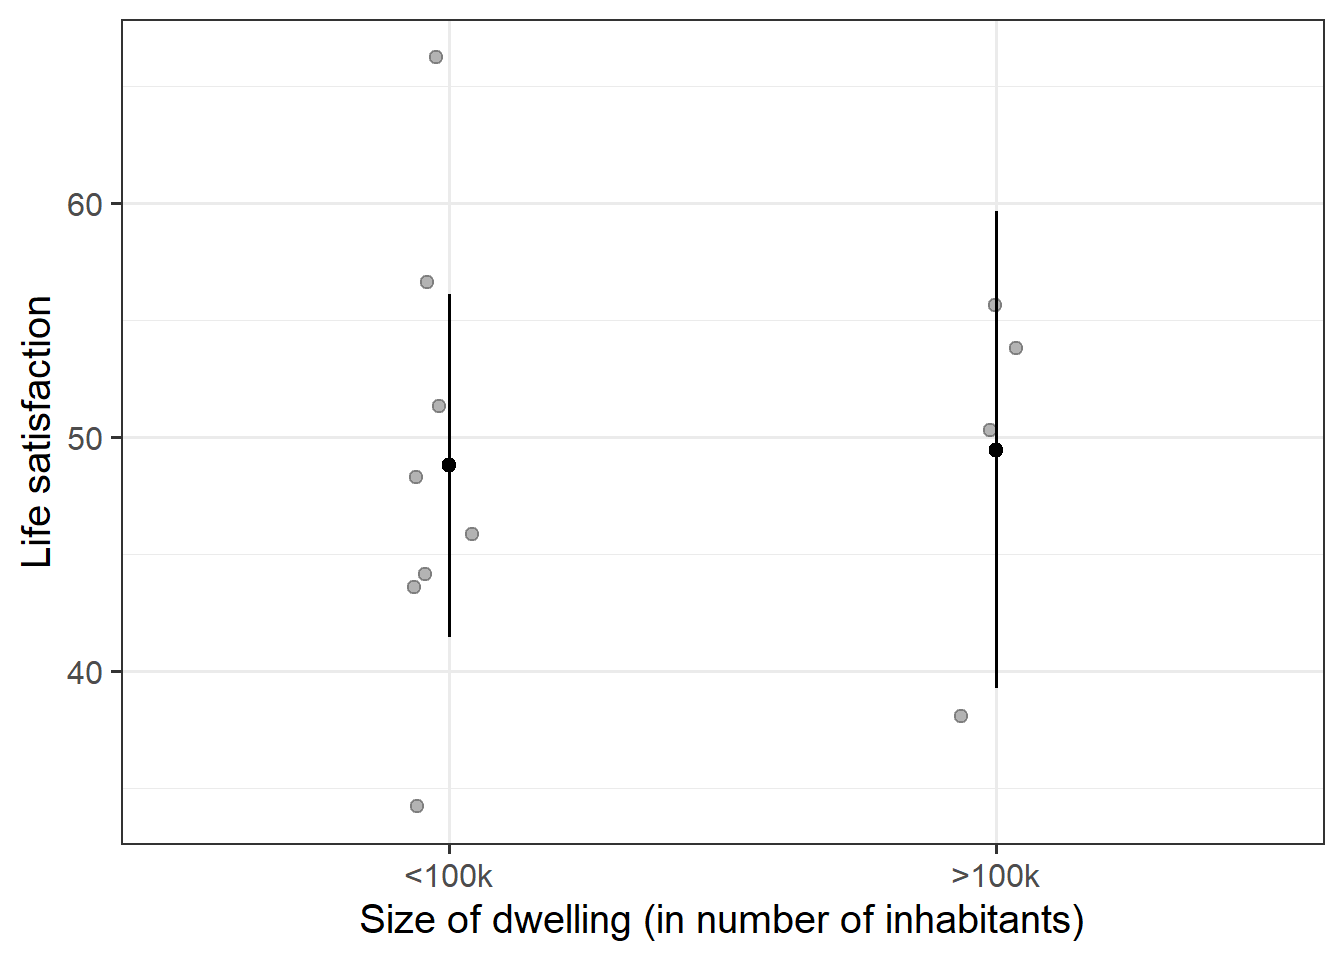 Life satisfaction
60
50
40
<100k
>100k
Size of dwelling (in number of inhabitants)